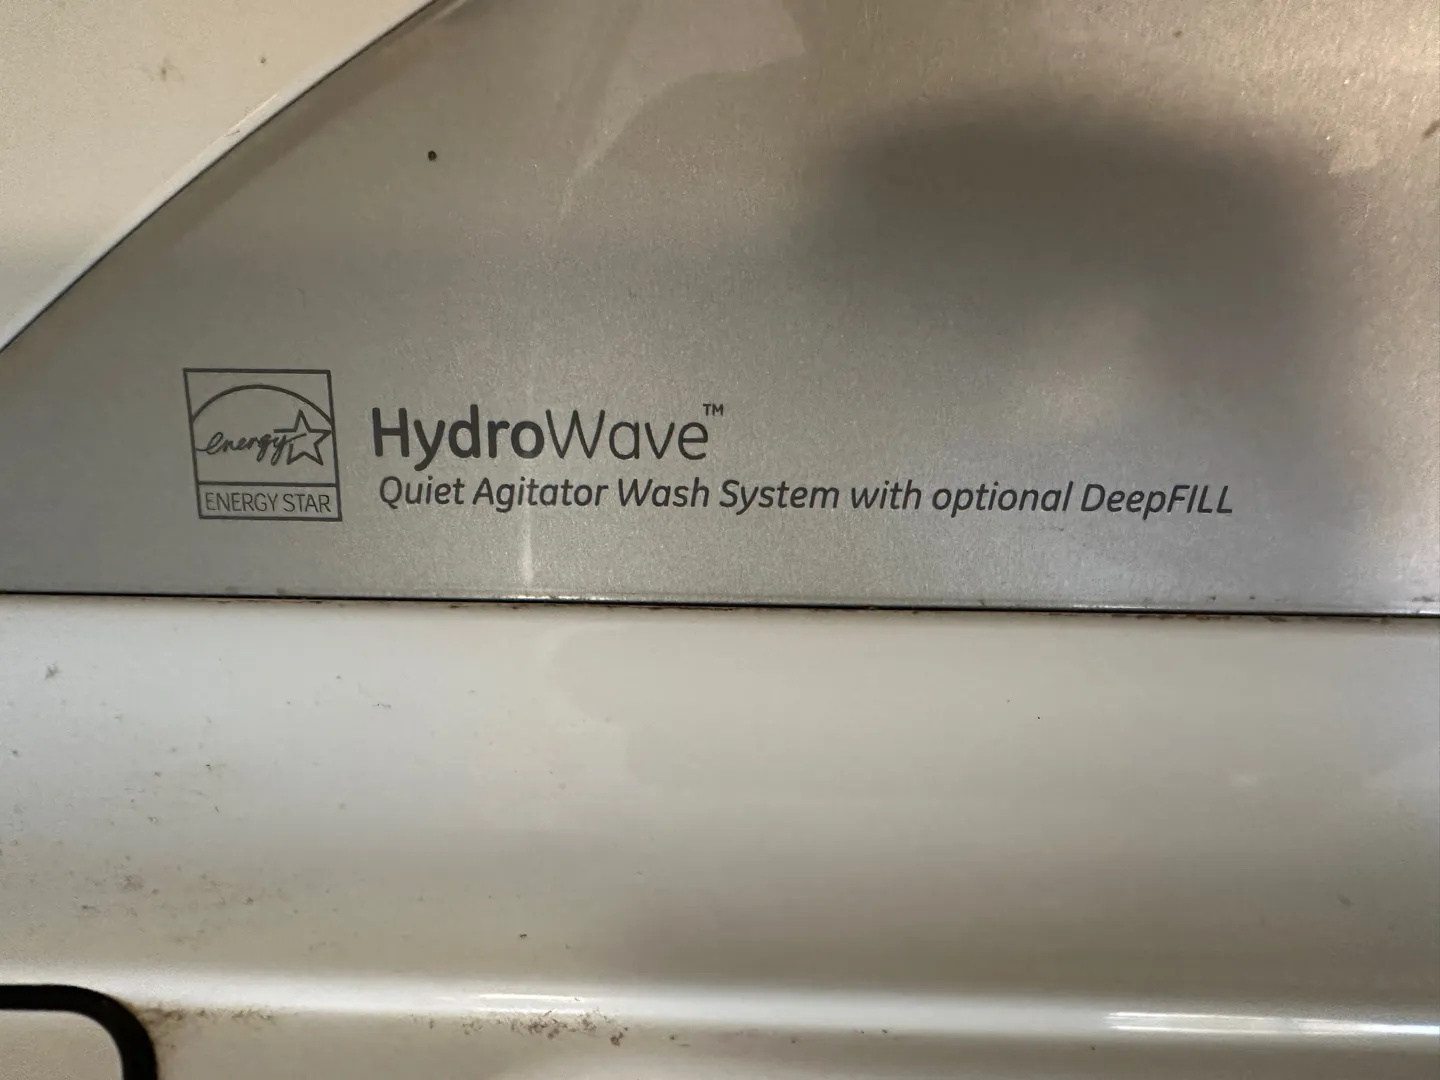 energy
ENERGY STAR
HydroWave™
Quiet Agitator Wash System with optional DeepFILL